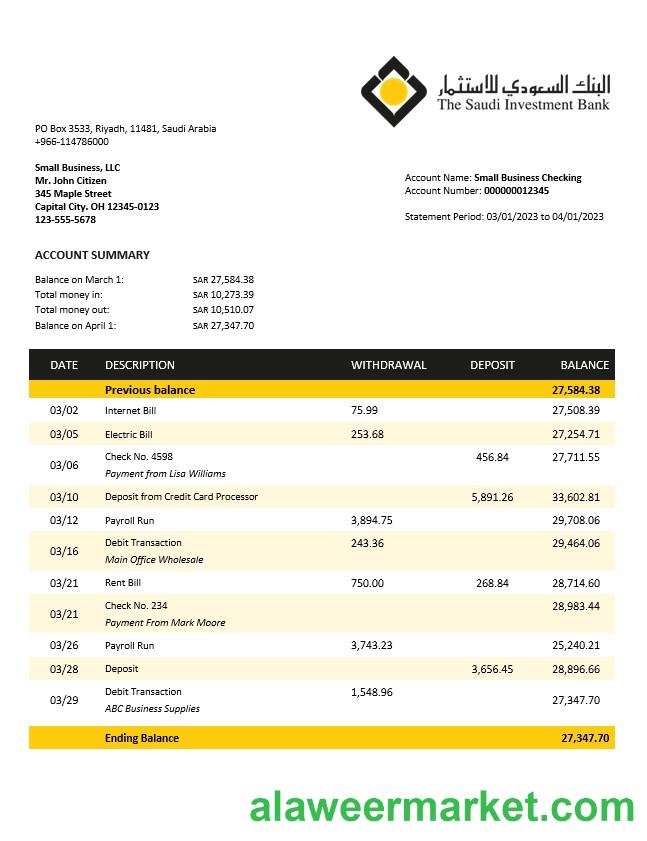 البنك السعودي للاستثمار
The Saudi Investment Bank
PO Box 3533, Riyadh, 11481, Saudi Arabia
+966-114786000
Small Business, LLC
Mr. John Citizen
345 Maple Street
Capital City. OH 12345-0123
123-555-5678
Account Name: Small Business Checking
Account Number: 000000012345
Statement Period: 03/01/2023 to 04/01/2023
ACCOUNT SUMMARY
Balance on March 1: SAR 27,584.38
Total money in: SAR 10,273.39
Total money out: SAR 10,510.07
Balance on April 1: SAR 27,347.70
DATE DESCRIPTION WITHDRAWAL DEPOSIT BALANCE
Previous balance 27,584.38
03/02 Internet Bill 75.99 27,508.39
03/05 Electric Bill 253.68 27,254.71
03/06 Check No. 4598 456.84 27,711.55
Payment from Lisa Williams
03/10 Deposit from Credit Card Processor 5,891.26 33,602.81
03/12 Payroll Run 3,894.75 29,708.06
03/16 Debit Transaction 243.36 29,464.06
Main Office Wholesale
03/21 Rent Bill 750.00 268.84 28,714.60
03/21 Check No. 234 28,983.44
Payment From Mark Moore
03/26 Payroll Run 3,743.23 25,240.21
03/28 Deposit 3,656.45 28,896.66
03/29 Debit Transaction 1,548.96 27,347.70
ABC Business Supplies
Ending Balance 27,347.70
alaweermarket.com